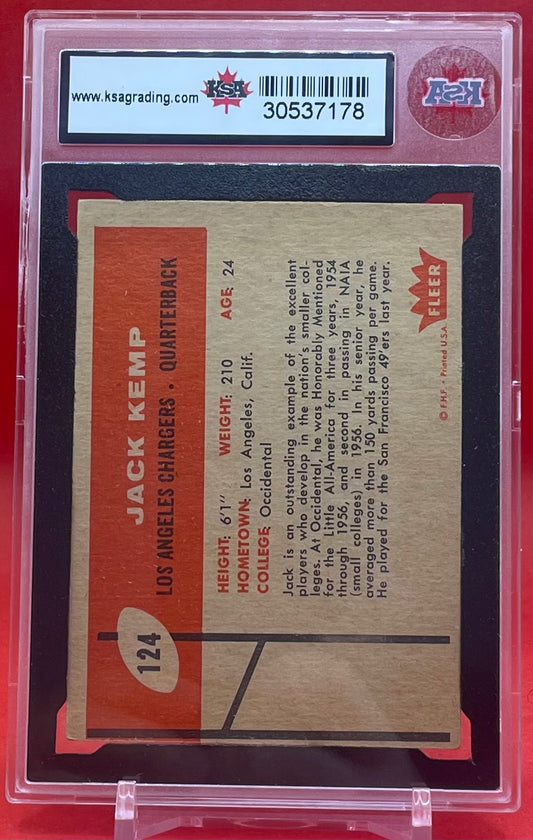 www.ksagrading.com
KSA
30537178
KSA
124
JACK KEMP
LOS ANGELES CHARGERS • QUARTERBACK
HEIGHT: 6'1" WEIGHT: 210 AGE: 24
HOMETOWN: Los Angeles, Calif.
COLLEGE: Occidental
Jack is an outstanding example of the excellent
players who develop in the nation's smaller col-
leges. At Occidental, he was Honorably Mentioned
for the Little All-America for three years, 1954
through 1956, and second in passing in NAIA
(small colleges) in 1956. In his senior year, he
averaged more than 150 yards passing per game.
He played for the San Francisco 49'ers last year.
FLEER
© F.H.F. • Printed U.S.A.